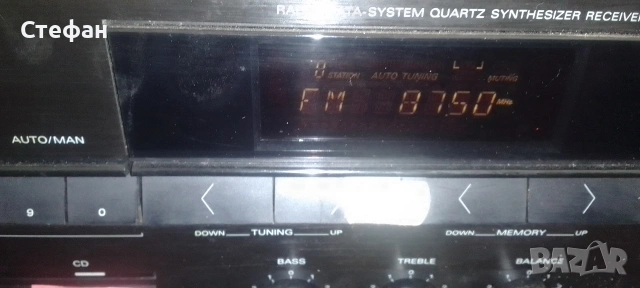 Стефан
DATA-SYSTEM QUARTZ SYNTHESIZER RECEIVER
STATION AUTO TUNING MUTING
FM 87.50 MHz
AUTO/MAN
9 0
DOWN TUNING UP DOWN MEMORY UP
CD
BASS TREBLE BALANCE
BAZAR